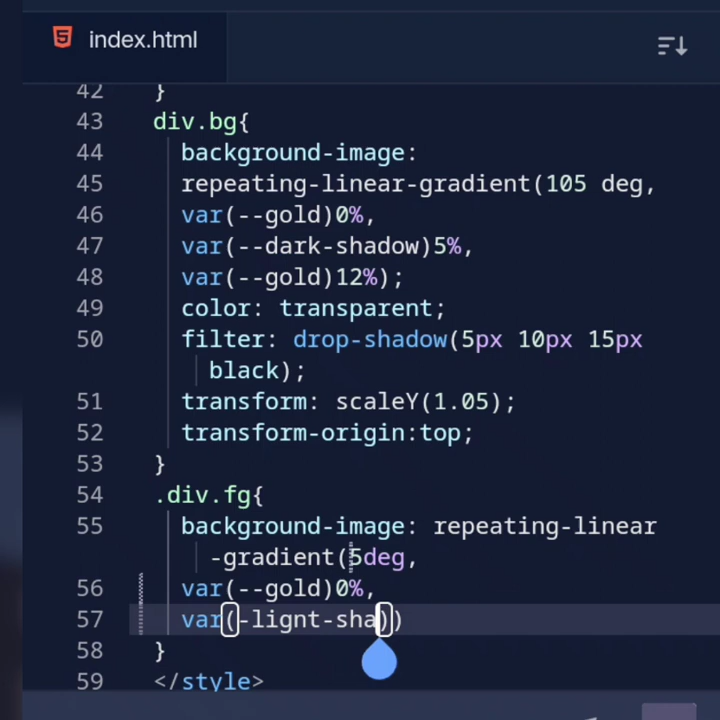 index.html
42 }
43 div.bg{
44 background-image:
45 repeating-linear-gradient(105 deg,
46 var(--gold)0%,
47 var(--dark-shadow)5%,
48 var(--gold)12%);
49 color: transparent;
50 filter: drop-shadow(5px 10px 15px
black);
51 transform: scaleY(1.05);
52 transform-origin:top;
53 }
54 .div.fg{
55 background-image: repeating-linear
-gradient(5deg,
56 var(--gold)0%,
57 var(-lignt-sha))
58 }
59 </style>